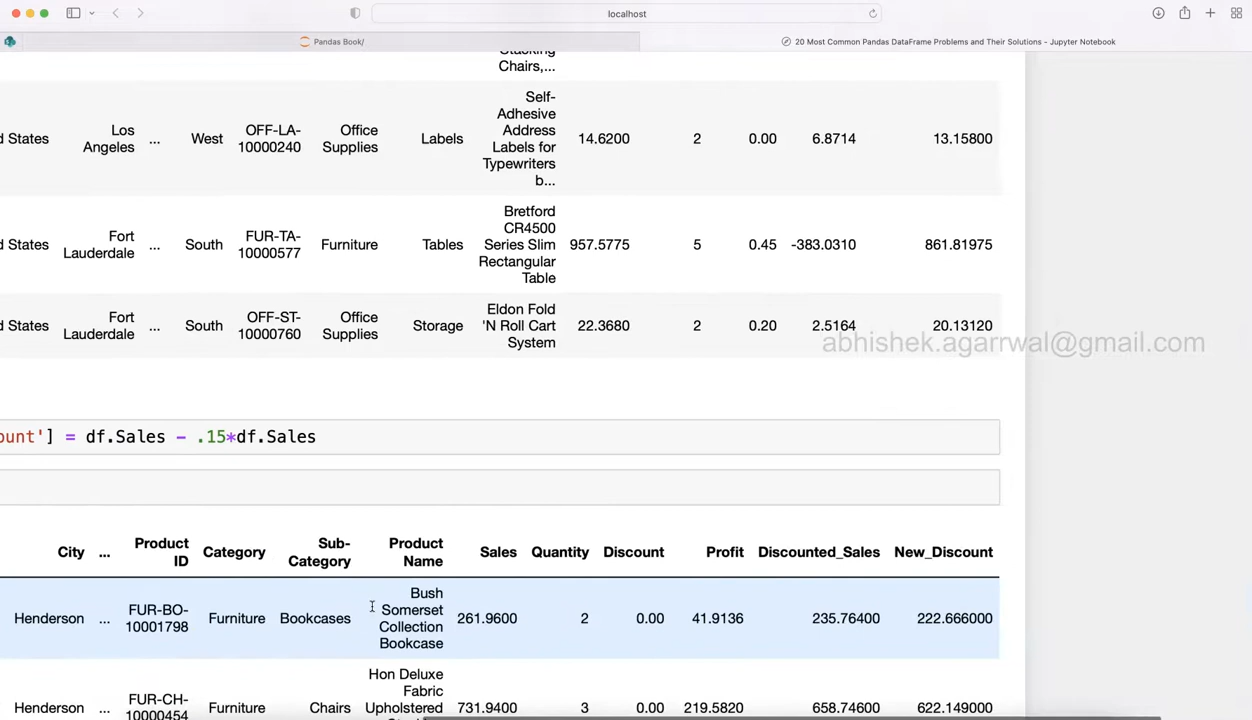 localhost
Pandas Book/
20 Most Common Pandas DataFrame Problems and Their Solutions - Jupyter Notebook
Stacking
Chairs,...
d States Los Angeles ... West OFF-LA-10000240 Office Supplies Labels Self-Adhesive Address Labels for Typewriters b... 14.6200 2 0.00 6.8714 13.15800
d States Fort Lauderdale ... South FUR-TA-10000577 Furniture Tables Bretford CR4500 Series Slim Rectangular Table 957.5775 5 0.45 -383.0310 861.81975
d States Fort Lauderdale ... South OFF-ST-10000760 Office Supplies Storage Eldon Fold 'N Roll Cart System 22.3680 2 0.20 2.5164 20.13120
abhishek.agarrwal@gmail.com
ount'] = df.Sales - .15*df.Sales
City ... Product ID Category Sub-Category Product Name Sales Quantity Discount Profit Discounted_Sales New_Discount
Henderson ... FUR-BO-10001798 Furniture Bookcases Bush Somerset Collection Bookcase 261.9600 2 0.00 41.9136 235.76400 222.666000
Henderson ... FUR-CH-10000454 Furniture Chairs Hon Deluxe Fabric Upholstered 731.9400 3 0.00 219.5820 658.74600 622.149000